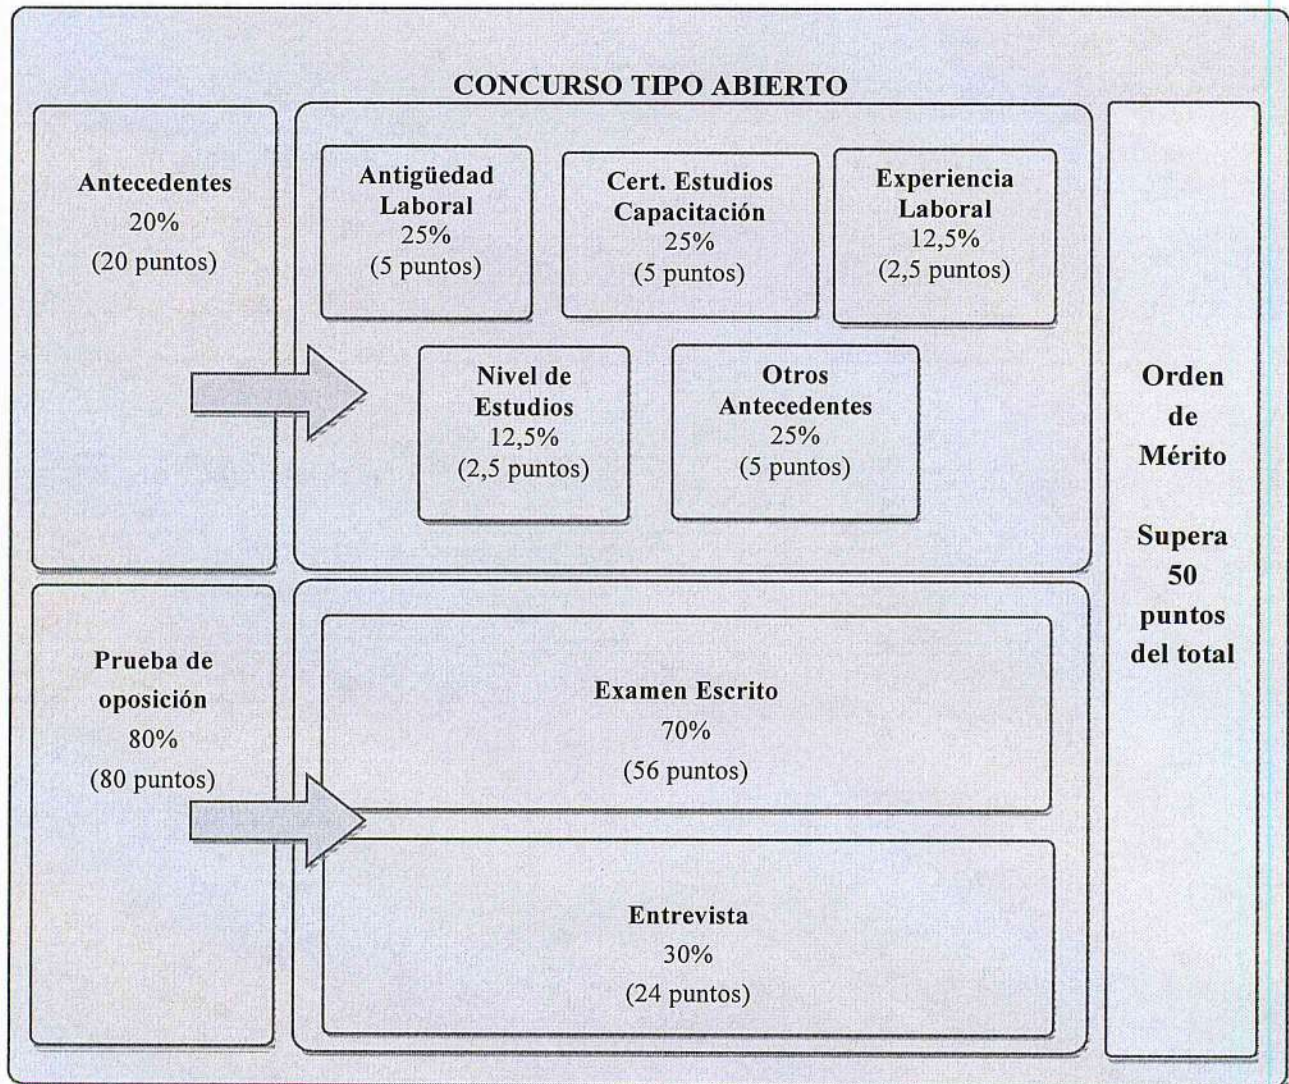 CONCURSO TIPO ABIERTO
Antecedentes
20%
(20 puntos)
Antigüedad
Laboral
25%
(5 puntos)
Cert. Estudios
Capacitación
25%
(5 puntos)
Experiencia
Laboral
12,5%
(2,5 puntos)
Nivel de
Estudios
12,5%
(2,5 puntos)
Otros
Antecedentes
25%
(5 puntos)
Prueba de
oposición
80%
(80 puntos)
Examen Escrito
70%
(56 puntos)
Entrevista
30%
(24 puntos)
Orden
de
Mérito
Supera
50
puntos
del total